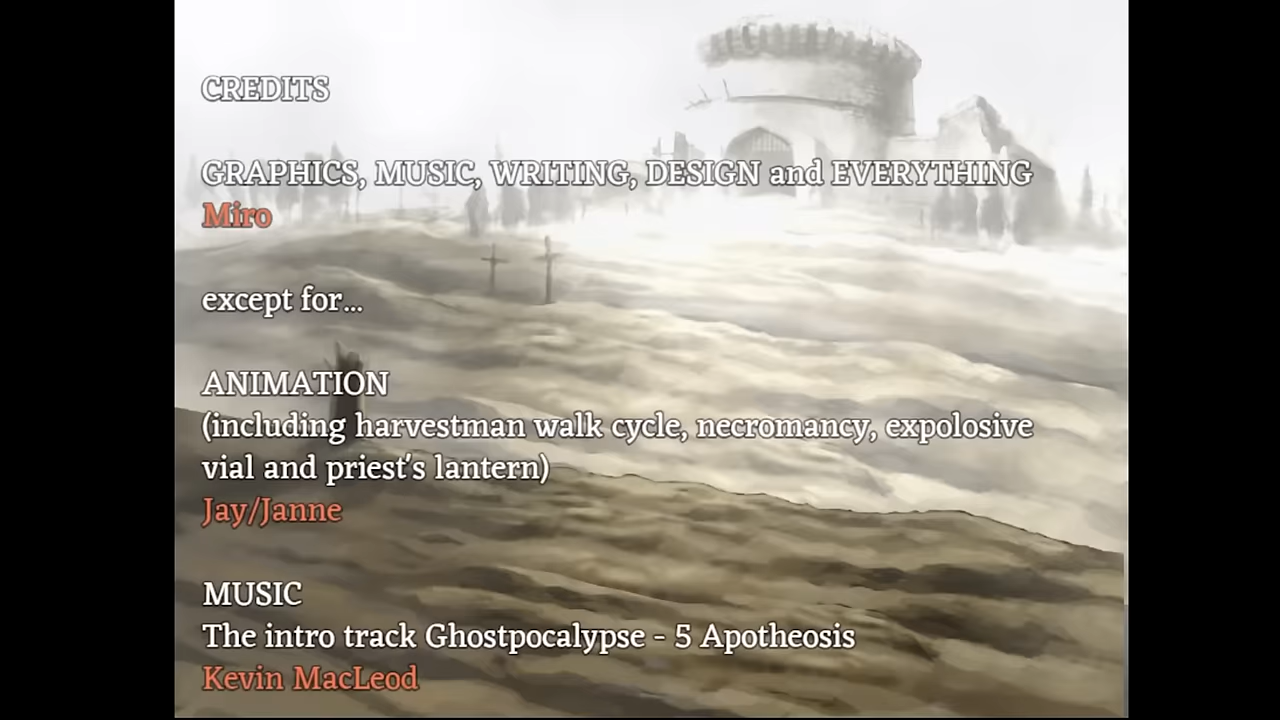 CREDITS
GRAPHICS, MUSIC, WRITING, DESIGN and EVERYTHING
Miro
except for...
ANIMATION
(including harvestman walk cycle, necromancy, expolosive
vial and priest's lantern)
Jay/Janne
MUSIC
The intro track Ghostpocalypse - 5 Apotheosis
Kevin MacLeod